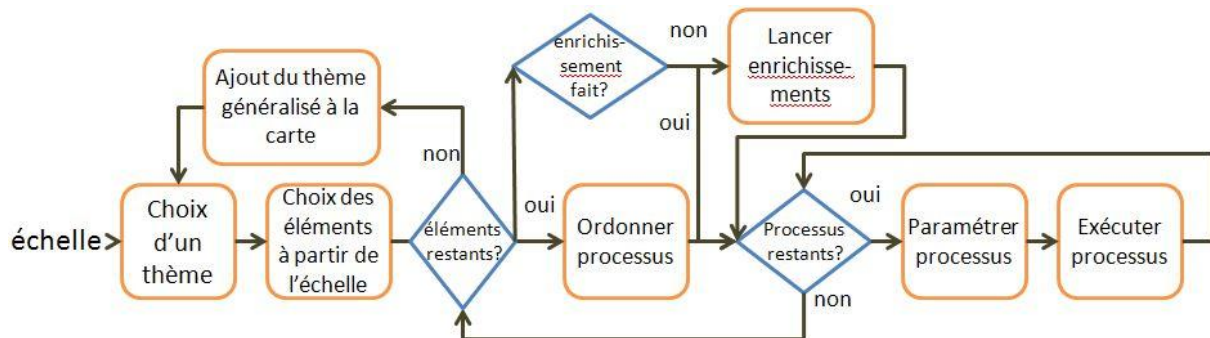 échelle
Ajout du thème
généralisé à la
carte
Choix
d’un
thème
Choix des
éléments
à partir de
l’échelle
non
éléments
restants?
oui
enrichis-
sement
fait?
non
oui
Lancer
enrichisse-
ments
Ordonner
processus
Processus
restants?
oui
non
Paramétrer
processus
Exécuter
processus